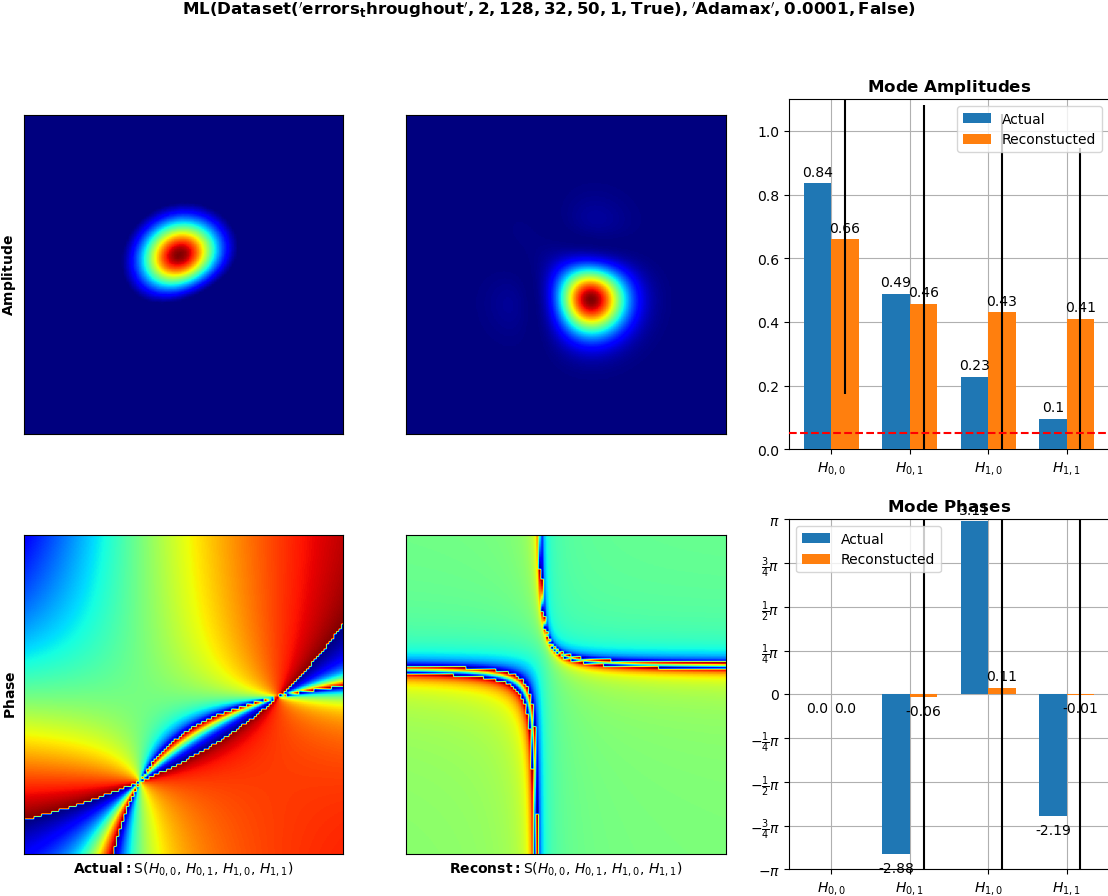 ML(Dataset('errors_throughout', 2, 128, 32, 50, 1, True), 'Adamax', 0.0001, False)
Amplitude
Mode Amplitudes
Actual
Reconstucted
1.0
0.8
0.6
0.4
0.2
0.0
0.84
0.66
0.49
0.46
0.23
0.43
0.1
0.41
H0,0
H0,1
H1,0
H1,1
Phase
Actual: S(H0,0, H0,1, H1,0, H1,1)
Reconst: S(H0,0, H0,1, H1,0, H1,1)
Mode Phases
Actual
Reconstucted
π
3/4π
1/2π
1/4π
0
−1/4π
−1/2π
−3/4π
−π
0.0
0.0
-2.88
-0.06
3.11
0.11
-2.19
-0.01
H0,0
H0,1
H1,0
H1,1